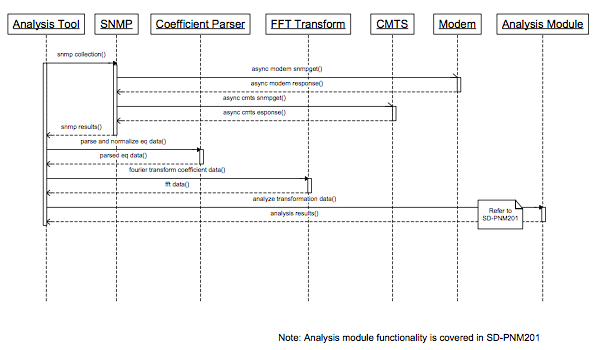 Analysis Tool
SNMP
Coefficient Parser
FFT Transform
CMTS
Modem
Analysis Module
snmp collection()
async modem snmpget()
async modem response()
async cmts snmpget()
async cmts esponse()
snmp results()
parse and normalize eq data()
parsed eq data()
fourier transform coefficient data()
fft data()
analyze transformation data()
Refer to
SD-PNM201
analysis results()
Note: Analysis module functionality is covered in SD-PNM201